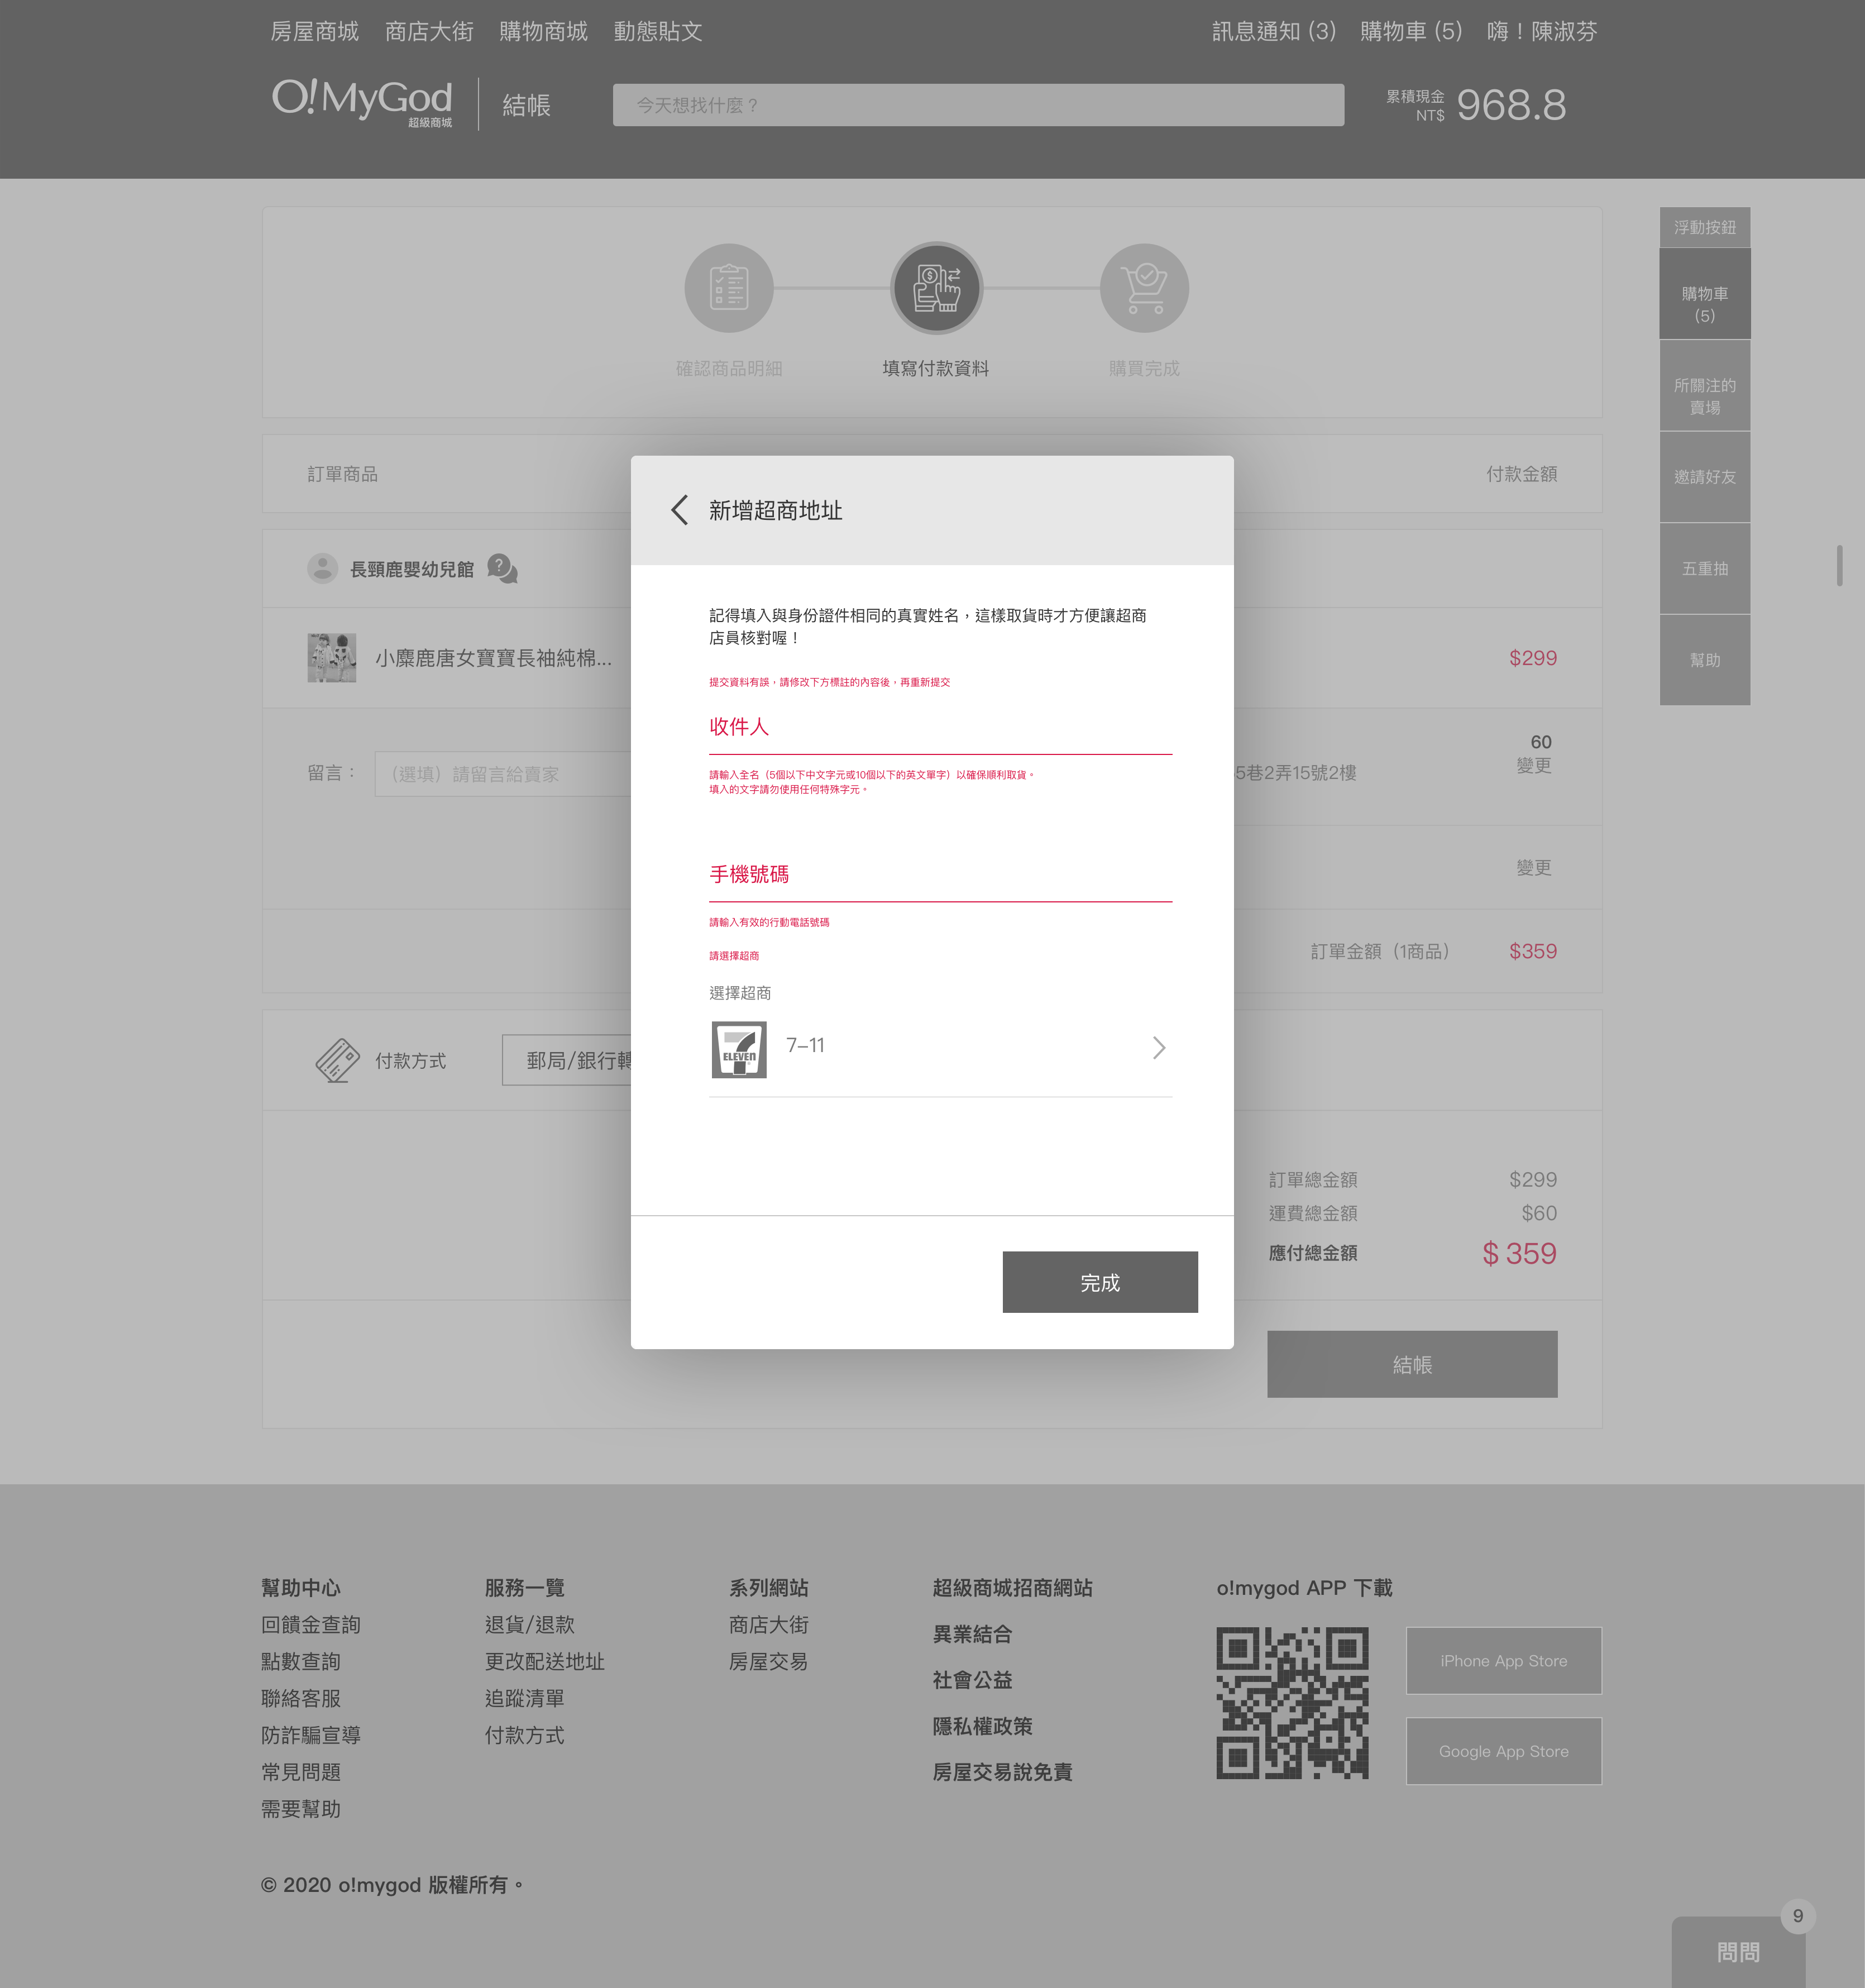 房屋商城 商店大街 購物商城 動態貼文 訊息通知 (3) 購物車 (5) 嗨！陳淑芬
O!MyGod
超級商城
結帳
今天想找什麼？
累積現金
NT$
968.8
浮動按鈕
購物車
(5)
所關注的
賣場
邀請好友
五重抽
幫助
確認商品明細 填寫付款資料 購買完成
訂單商品 付款金額
長頸鹿嬰幼兒館
小麋鹿唐女寶寶長袖純棉... $299
留言： （選填）請留言給賣家
5巷2弄15號2樓
60
變更
變更
訂單金額（1商品） $359
付款方式 郵局/銀行轉
訂單總金額 $299
運費總金額 $60
應付總金額 $ 359
結帳
新增超商地址
記得填入與身份證件相同的真實姓名，這樣取貨時才方便讓超商
店員核對喔！
提交資料有誤，請修改下方標註的內容後，再重新提交
收件人
請輸入全名（5個以下中文字元或10個以下的英文單字）以確保順利取貨。
填入的文字請勿使用任何特殊字元。
手機號碼
請輸入有效的行動電話號碼
請選擇超商
選擇超商
ELEVEN
7–11
完成
幫助中心
回饋金查詢
點數查詢
聯絡客服
防詐騙宣導
常見問題
需要幫助
服務一覽
退貨/退款
更改配送地址
追蹤清單
付款方式
系列網站
商店大街
房屋交易
超級商城招商網站
異業結合
社會公益
隱私權政策
房屋交易說免責
o!mygod APP 下載
iPhone App Store
Google App Store
© 2020 o!mygod 版權所有。
9
問問